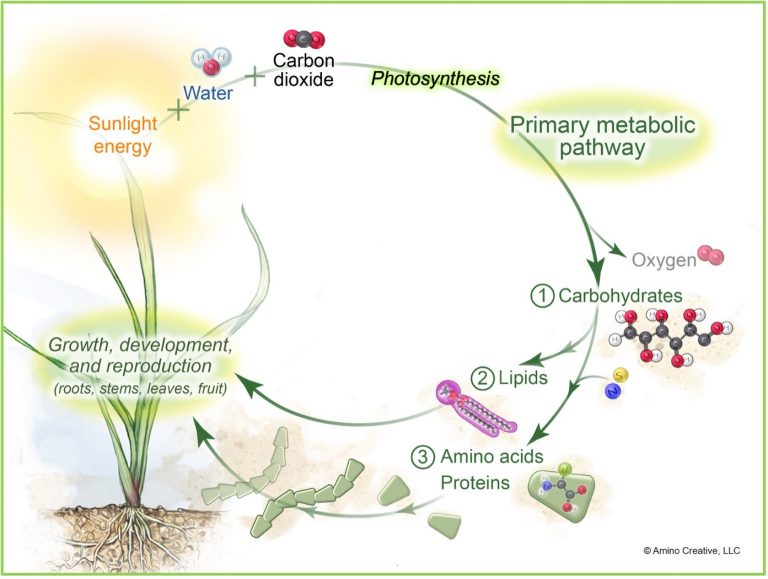 Carbon
dioxide
Photosynthesis
Water
Sunlight
energy
Primary metabolic
pathway
Oxygen
1 Carbohydrates
2 Lipids
S
N
3 Amino acids
Proteins
Growth, development,
and reproduction
(roots, stems, leaves, fruit)
H H
+
+
© Amino Creative, LLC